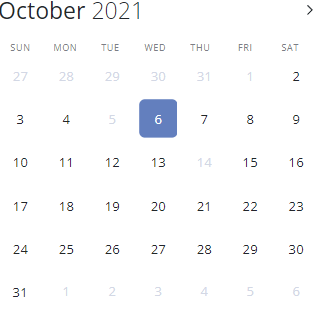 October 2021
SUN MON TUE WED THU FRI SAT
27 28 29 30 31 1 2
3 4 5 6 7 8 9
10 11 12 13 14 15 16
17 18 19 20 21 22 23
24 25 26 27 28 29 30
31 1 2 3 4 5 6